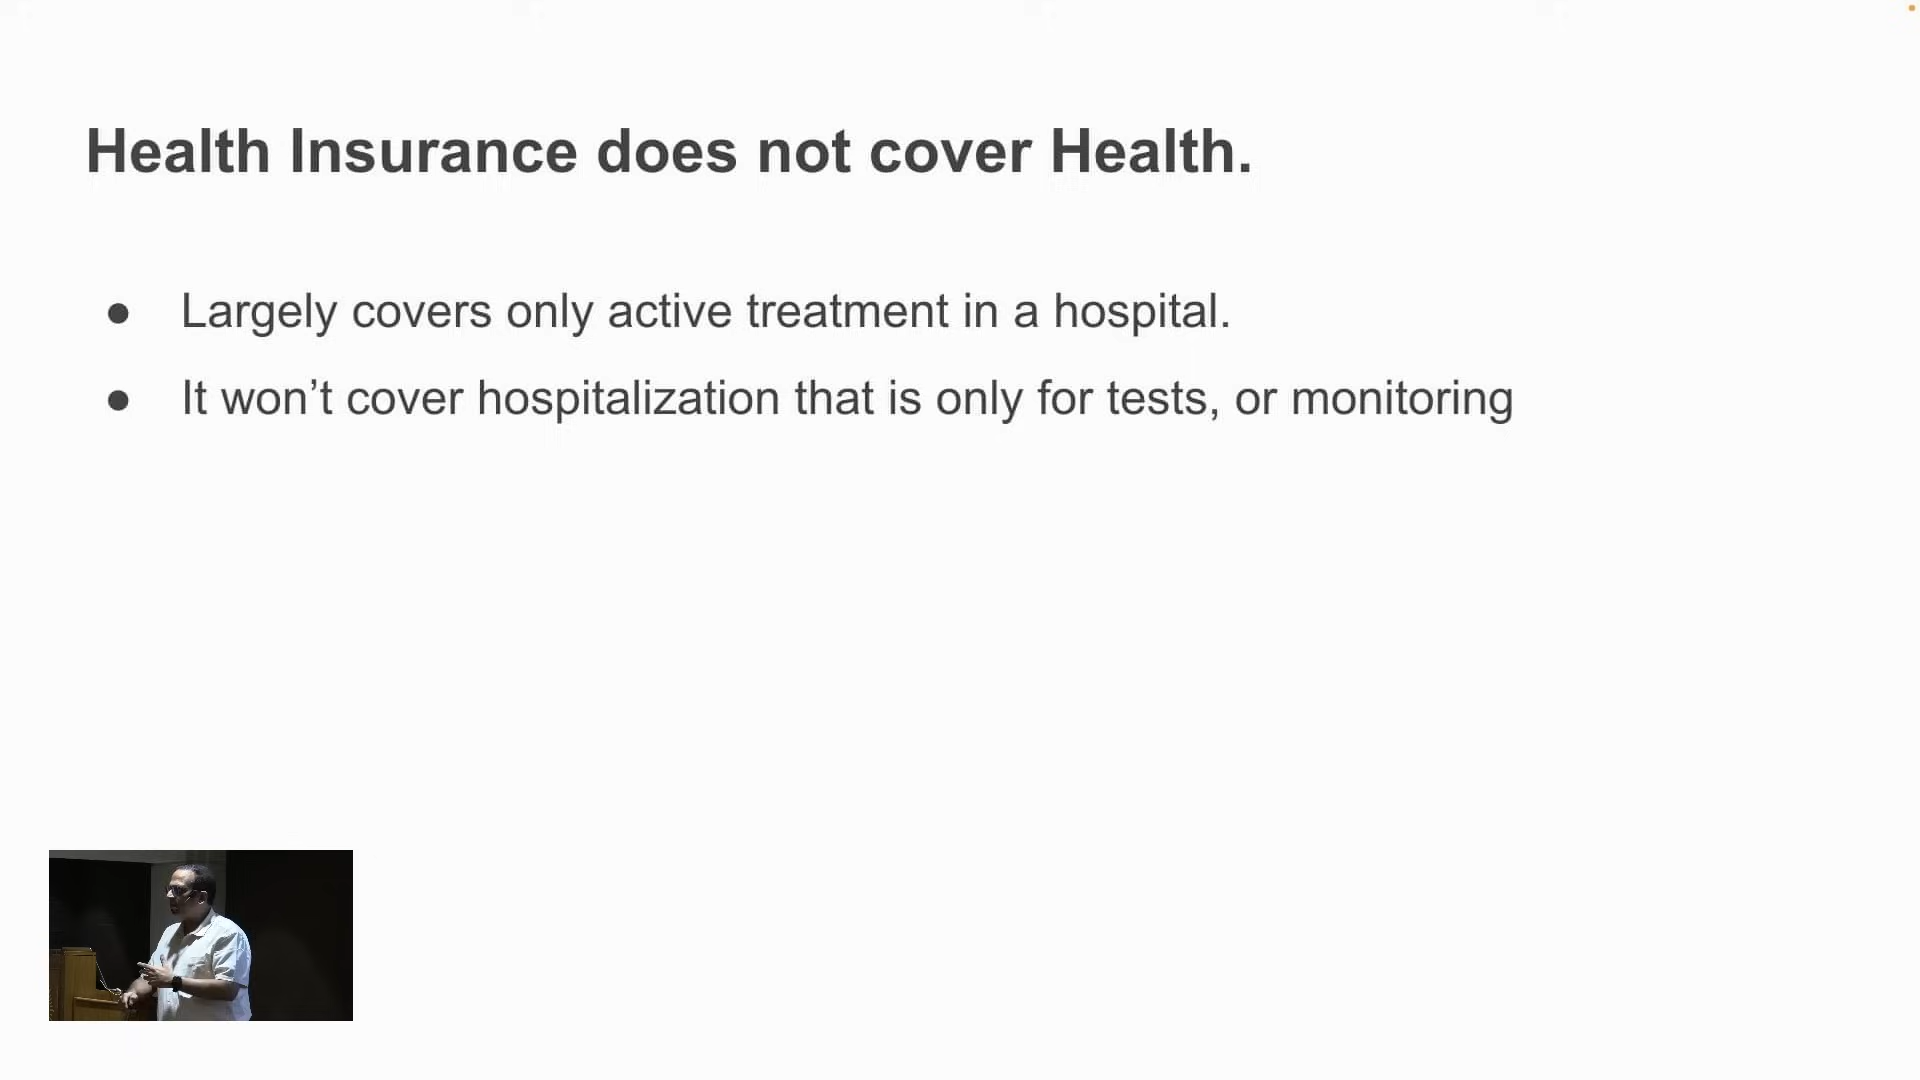 Health Insurance does not cover Health.
● Largely covers only active treatment in a hospital.
● It won’t cover hospitalization that is only for tests, or monitoring